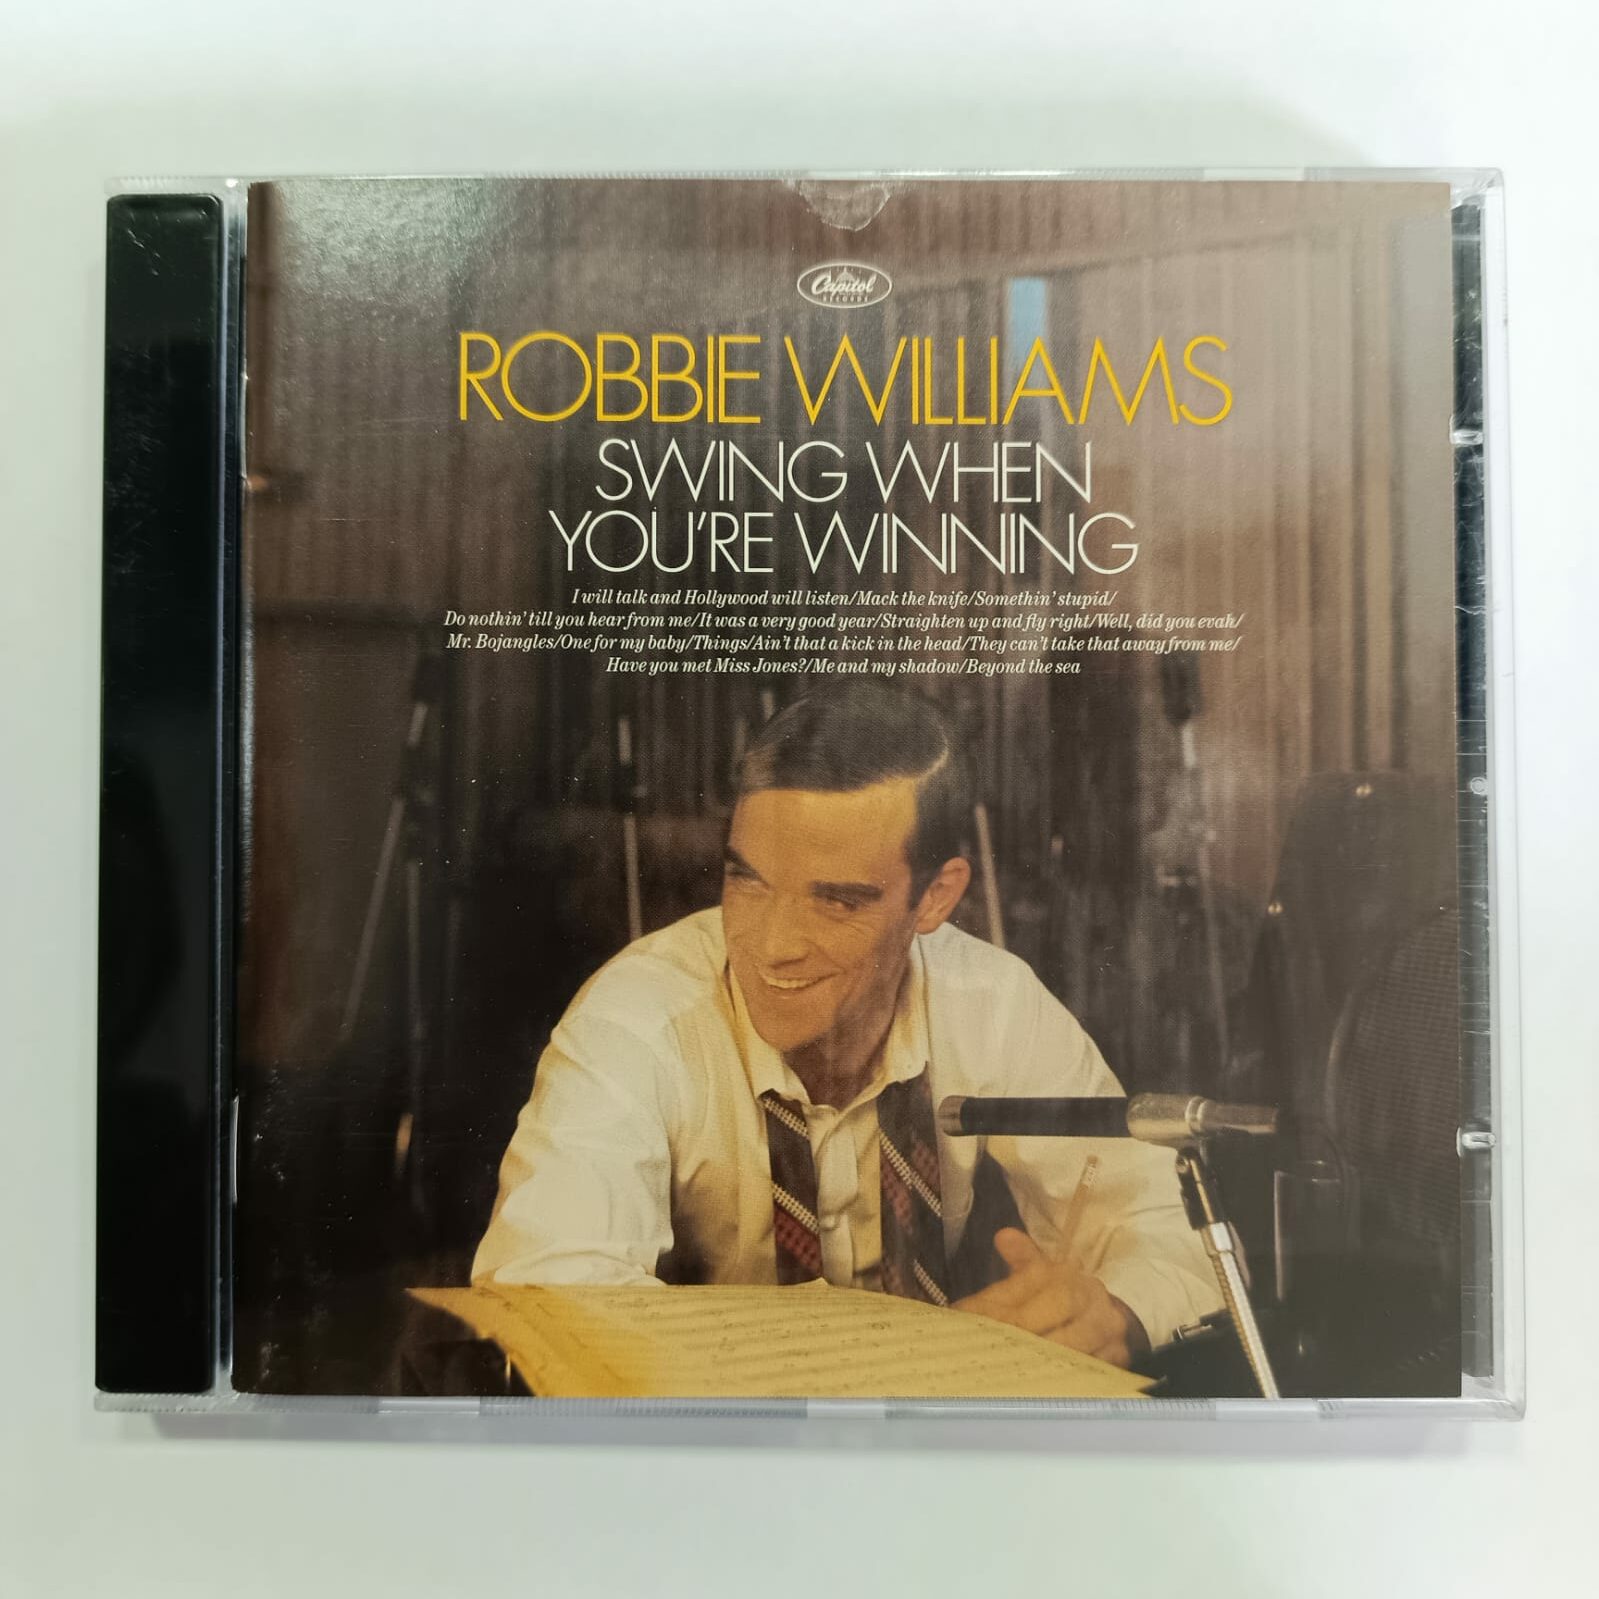 Capitol
RECORDS
ROBBIE WILLIAMS
SWING WHEN
YOU'RE WINNING
I will talk and Hollywood will listen/Mack the knife/Somethin' stupid/
Do nothin' till you hear from me/It was a very good year/Straighten up and fly right/Well, did you evah/
Mr. Bojangles/One for my baby/Things/Ain't that a kick in the head/They can't take that away from me/
Have you met Miss Jones?/Me and my shadow/Beyond the sea